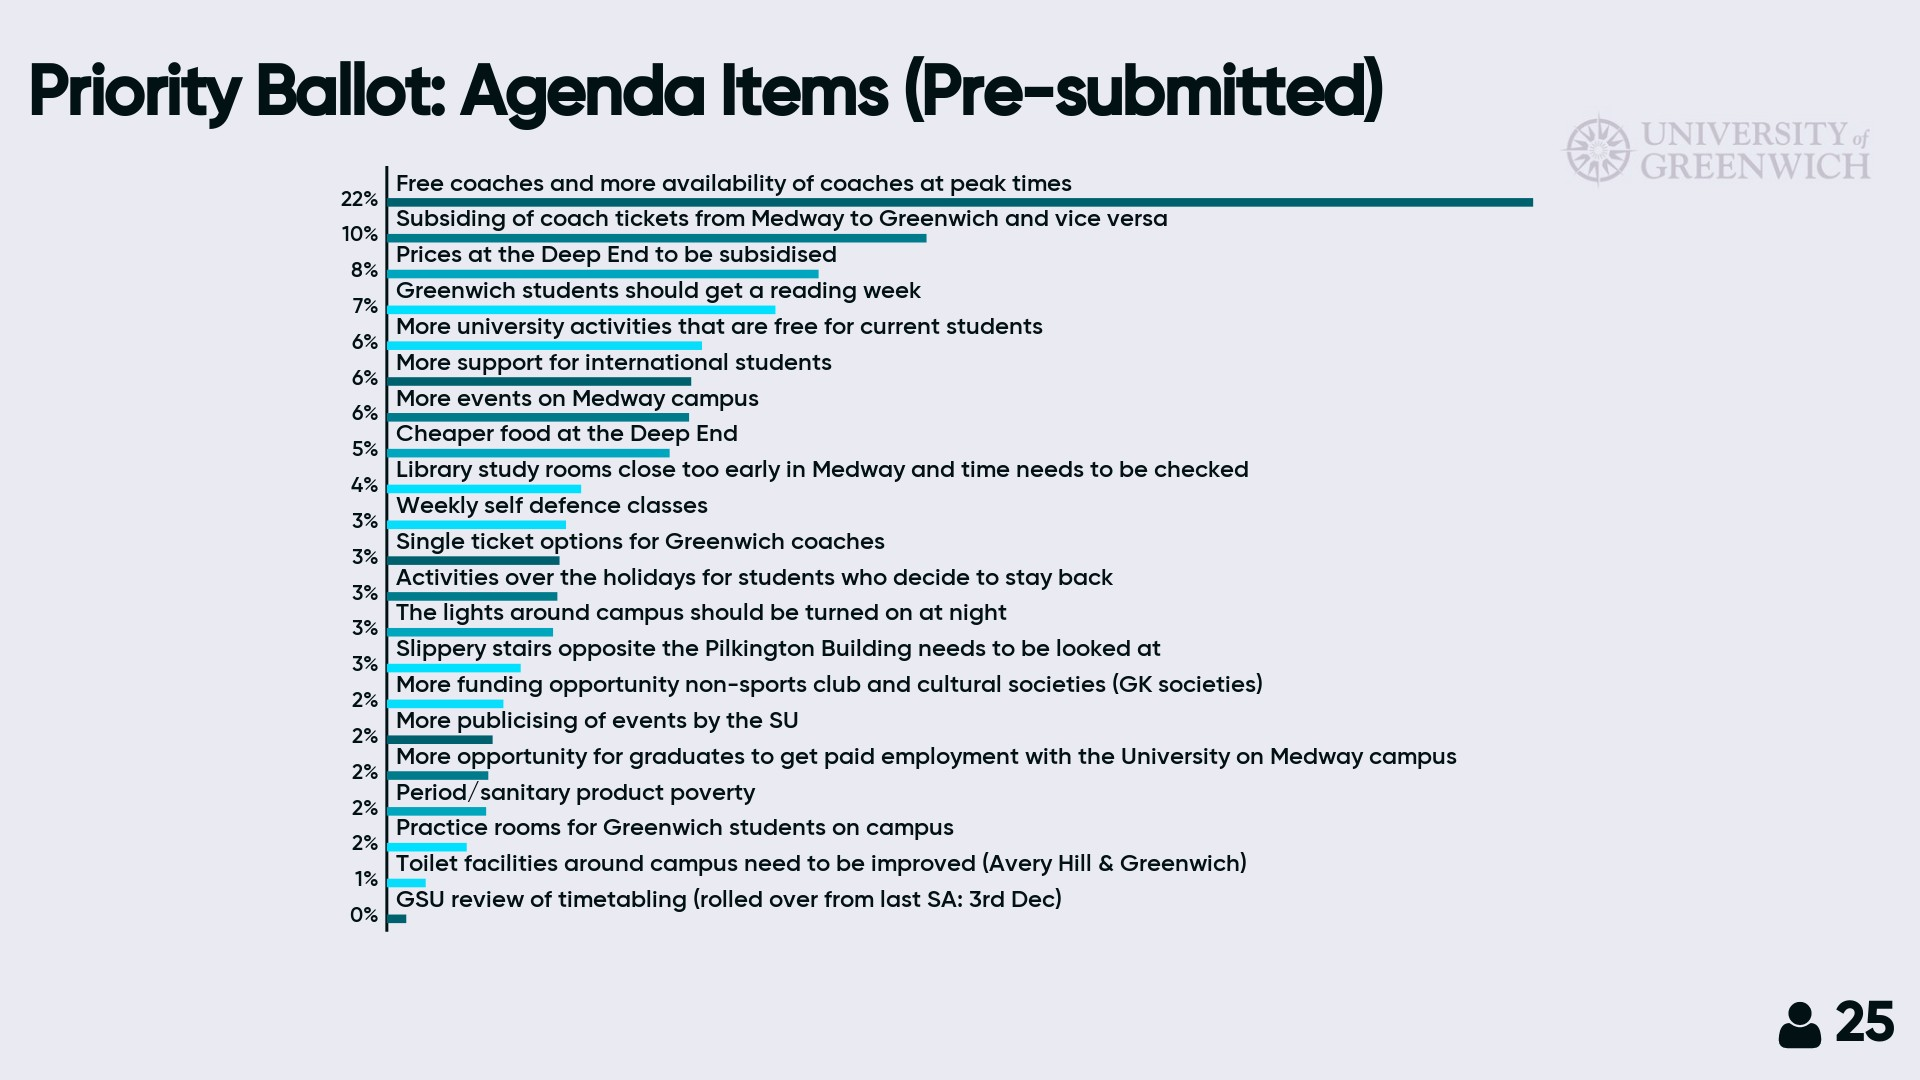 Priority Ballot: Agenda Items (Pre-submitted)
UNIVERSITY of
GREENWICH
Free coaches and more availability of coaches at peak times
22%
Subsiding of coach tickets from Medway to Greenwich and vice versa
10%
Prices at the Deep End to be subsidised
8%
Greenwich students should get a reading week
7%
More university activities that are free for current students
6%
More support for international students
6%
More events on Medway campus
6%
Cheaper food at the Deep End
5%
Library study rooms close too early in Medway and time needs to be checked
4%
Weekly self defence classes
3%
Single ticket options for Greenwich coaches
3%
Activities over the holidays for students who decide to stay back
3%
The lights around campus should be turned on at night
3%
Slippery stairs opposite the Pilkington Building needs to be looked at
3%
More funding opportunity non-sports club and cultural societies (GK societies)
2%
More publicising of events by the SU
2%
More opportunity for graduates to get paid employment with the University on Medway campus
2%
Period/sanitary product poverty
2%
Practice rooms for Greenwich students on campus
2%
Toilet facilities around campus need to be improved (Avery Hill & Greenwich)
1%
GSU review of timetabling (rolled over from last SA: 3rd Dec)
0%
25